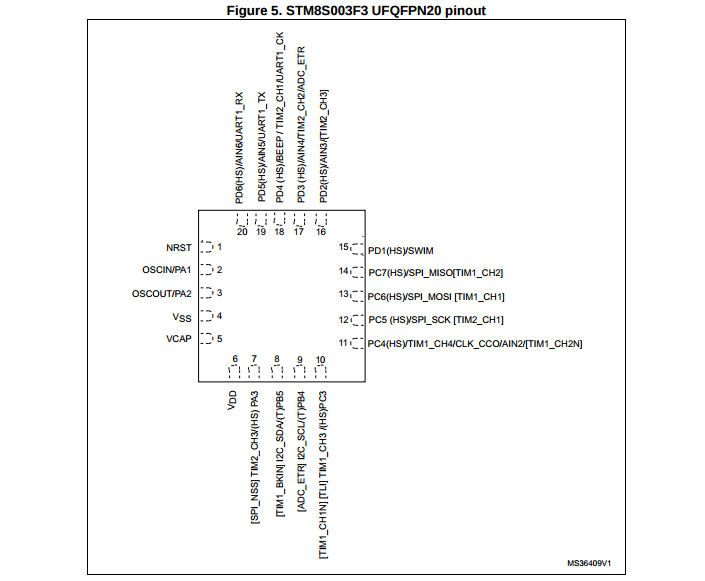 Figure 5. STM8S003F3 UFQFPN20 pinout
PD6(HS)/AIN6/UART1_RX
PD5(HS)/AIN5/UART1_TX
PD4 (HS)/BEEP / TIM2_CH1/UART1_CK
PD3 (HS)/AIN4/TIM2_CH2/ADC_ETR
PD2(HS)/AIN3/[TIM2_CH3]
20 19 18 17 16
NRST 1
OSCIN/PA1 2
OSCOUT/PA2 3
VSS 4
VCAP 5
15 PD1(HS)/SWIM
14 PC7(HS)/SPI_MISO[TIM1_CH2]
13 PC6(HS)/SPI_MOSI [TIM1_CH1]
12 PC5 (HS)/SPI_SCK [TIM2_CH1]
11 PC4(HS)/TIM1_CH4/CLK_CCO/AIN2/[TIM1_CH2N]
6 7 8 9 10
VDD
[SPI_NSS] TIM2_CH3/(HS) PA3
[TIM1_BKIN] I2C_SDA/(T)PB5
[ADC_ETR] I2C_SCL/(T)PB4
[TIM1_CH1N] [TLI] TIM1_CH3 /(HS)PC3
MS36409V1